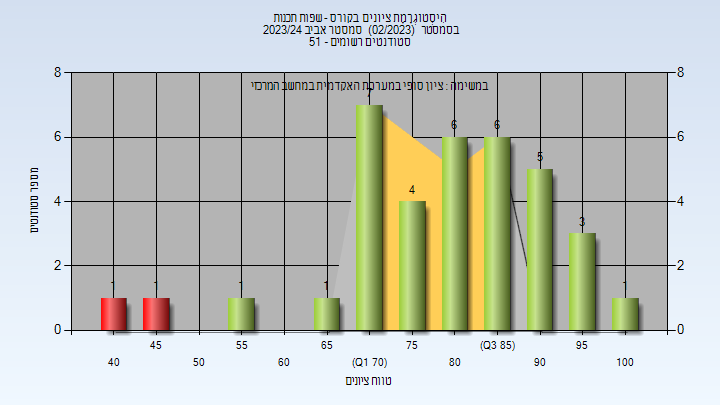 היסטוגרמת ציונים בקורס - שפות תכנות
בסמסטר (02/2023) סמסטר אביב 2023/24
סטודנטים רשומים - 51
במשימה : ציון סופי במערכת האקדמית במחשב המרכזי
מספר סטודנטים
8 8
6 6
4 4
2 2
0 0
1 1 1 1 7 4 6 6 5 3 1
45 55 65 75 (Q3 85) 95
40 50 60 (Q1 70) 80 90 100
טווח ציונים